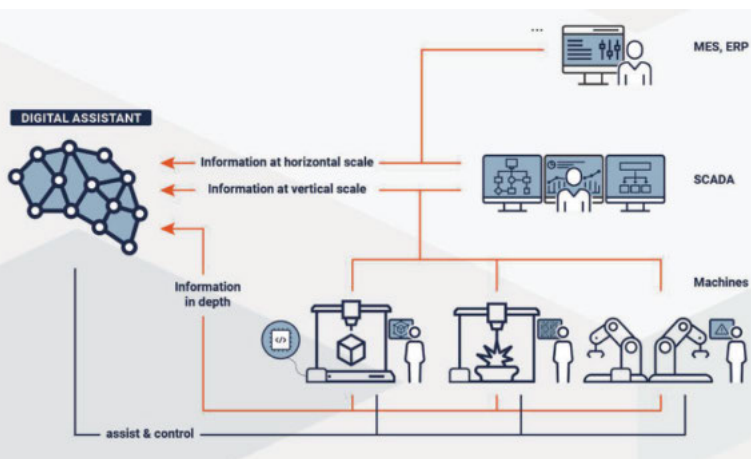 ...
MES, ERP
DIGITAL ASSISTANT
Information at horizontal scale
Information at vertical scale
SCADA
Information
in depth
Machines
</>
assist & control